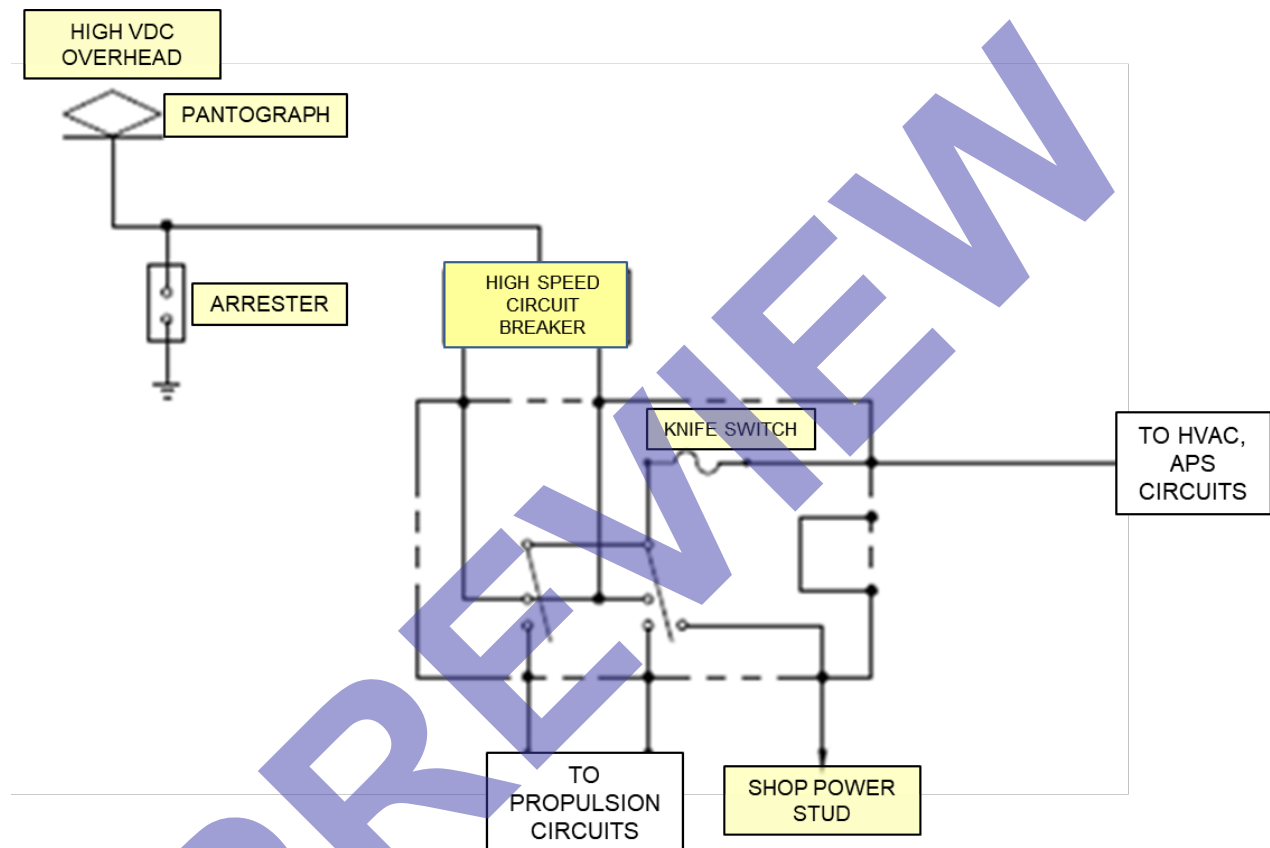 HIGH VDC
OVERHEAD
PANTOGRAPH
ARRESTER
HIGH SPEED
CIRCUIT
BREAKER
KNIFE SWITCH
TO HVAC,
APS
CIRCUITS
TO
PROPULSION
CIRCUITS
SHOP POWER
STUD
PREVIEW